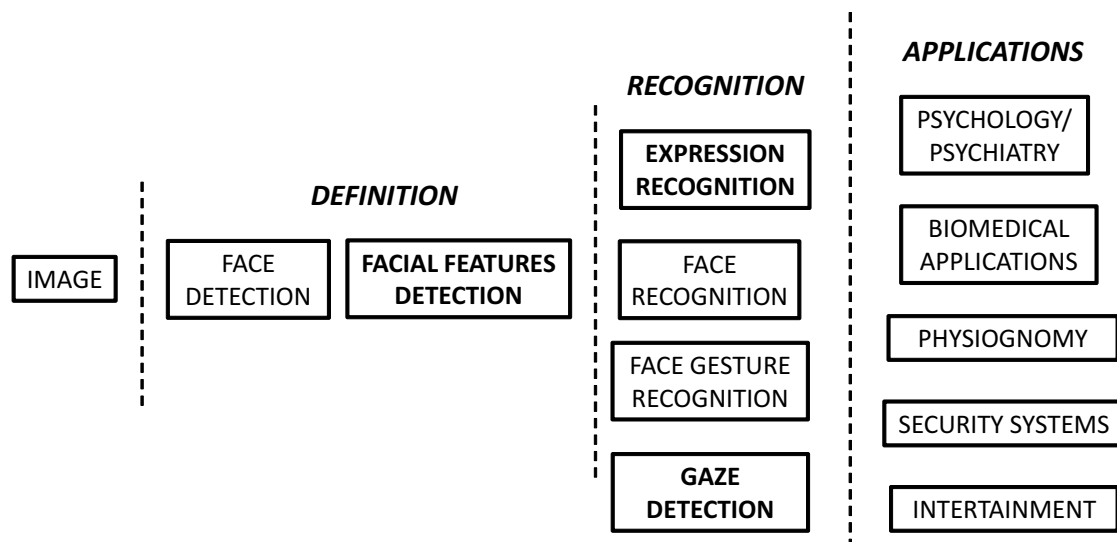 IMAGE
DEFINITION
FACE
DETECTION
FACIAL FEATURES
DETECTION
RECOGNITION
EXPRESSION
RECOGNITION
FACE
RECOGNITION
FACE GESTURE
RECOGNITION
GAZE
DETECTION
APPLICATIONS
PSYCHOLOGY/
PSYCHIATRY
BIOMEDICAL
APPLICATIONS
PHYSIOGNOMY
SECURITY SYSTEMS
INTERTAINMENT